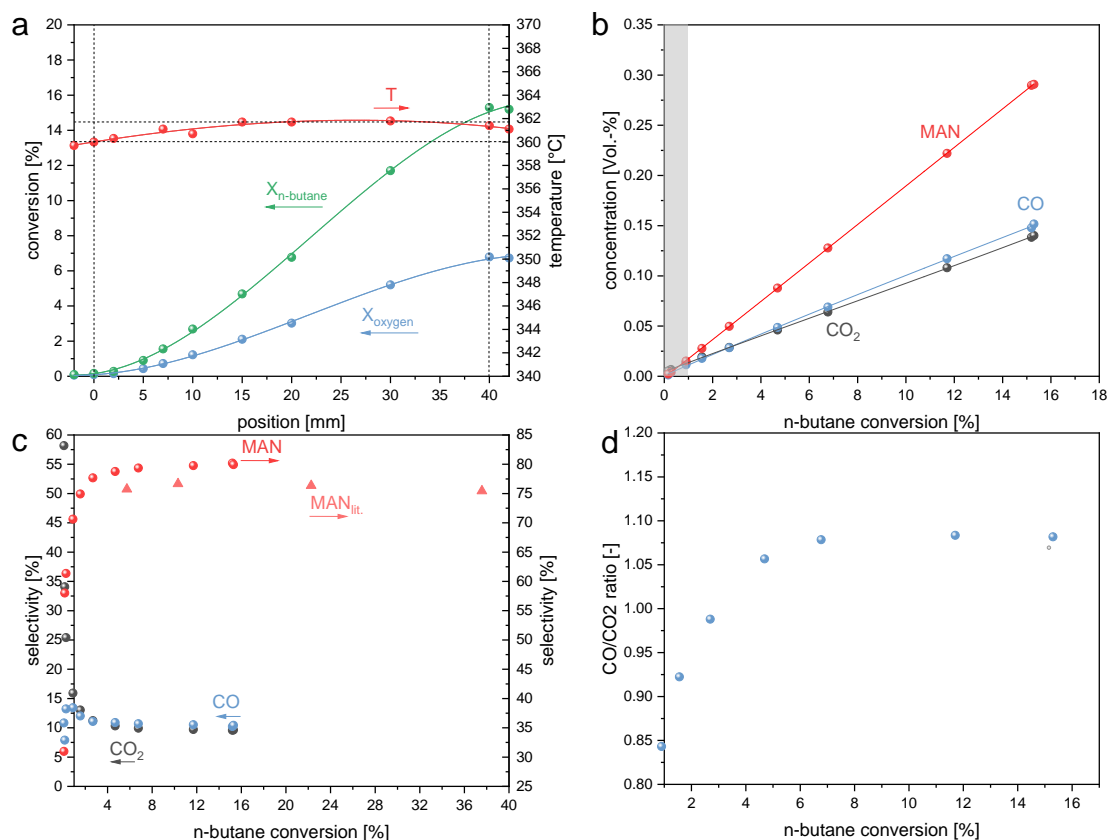 a
20
18
16
14
12
10
8
6
4
2
0
conversion [%]
370
368
366
364
362
360
358
356
354
352
350
348
346
344
342
340
temperature [°C]
T
X_n-butane
X_oxygen
0 5 10 15 20 25 30 35 40
position [mm]
b
0.35
0.30
0.25
0.20
0.15
0.10
0.05
0.00
concentration [Vol.-%]
MAN
CO
CO₂
0 2 4 6 8 10 12 14 16 18
n-butane conversion [%]
c
60
55
50
45
40
35
30
25
20
15
10
5
0
selectivity [%]
85
80
75
70
65
60
55
50
45
40
35
30
25
selectivity [%]
MAN
MAN_lit.
CO
CO₂
4 8 12 16 20 24 28 32 36 40
n-butane conversion [%]
d
1.20
1.15
1.10
1.05
1.00
0.95
0.90
0.85
0.80
CO/CO2 ratio [-]
2 4 6 8 10 12 14 16
n-butane conversion [%]